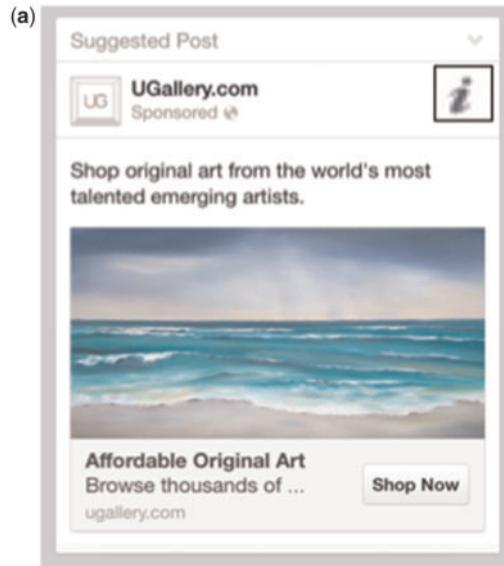 (a)
Suggested Post
UG
UGallery.com
i
Sponsored
Shop original art from the world's most
talented emerging artists.
Affordable Original Art
Browse thousands of ...
Shop Now
ugallery.com